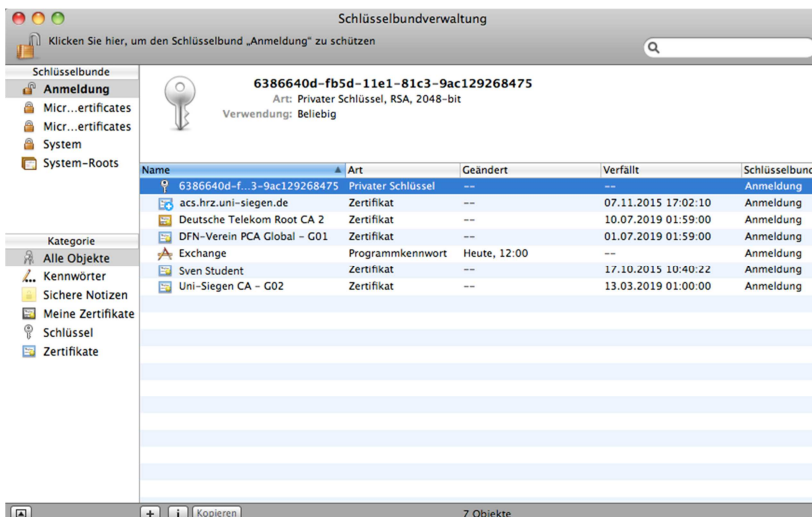 Schlüsselbundverwaltung
Klicken Sie hier, um den Schlüsselbund „Anmeldung" zu schützen
Schlüsselbunde
Anmeldung
Micr...ertificates
Micr...ertificates
System
System-Roots
6386640d-fb5d-11e1-81c3-9ac129268475
Art: Privater Schlüssel, RSA, 2048-bit
Verwendung: Beliebig
Name Art Geändert Verfällt Schlüsselbund
6386640d-f...3-9ac129268475 Privater Schlüssel -- -- Anmeldung
acs.hrz.uni-siegen.de Zertifikat -- 07.11.2015 17:02:10 Anmeldung
Deutsche Telekom Root CA 2 Zertifikat -- 10.07.2019 01:59:00 Anmeldung
DFN-Verein PCA Global - G01 Zertifikat -- 01.07.2019 01:59:00 Anmeldung
Exchange Programmkennwort Heute, 12:00 -- Anmeldung
Sven Student Zertifikat -- 17.10.2015 10:40:22 Anmeldung
Uni-Siegen CA - G02 Zertifikat -- 13.03.2019 01:00:00 Anmeldung
Kategorie
Alle Objekte
Kennwörter
Sichere Notizen
Meine Zertifikate
Schlüssel
Zertifikate
+ i Kopieren 7 Objekte